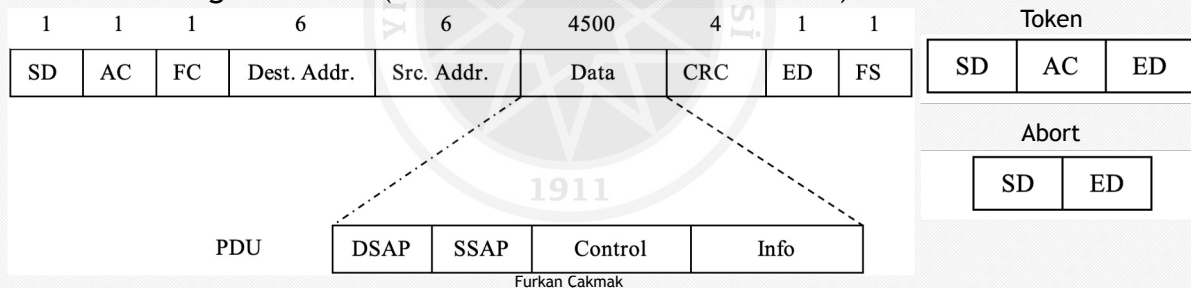 1 1 1 6 6 4500 4 1 1
SD AC FC Dest. Addr. Src. Addr. Data CRC ED FS
Token
SD AC ED
Abort
SD ED
1911
PDU DSAP SSAP Control Info
Furkan Cakmak